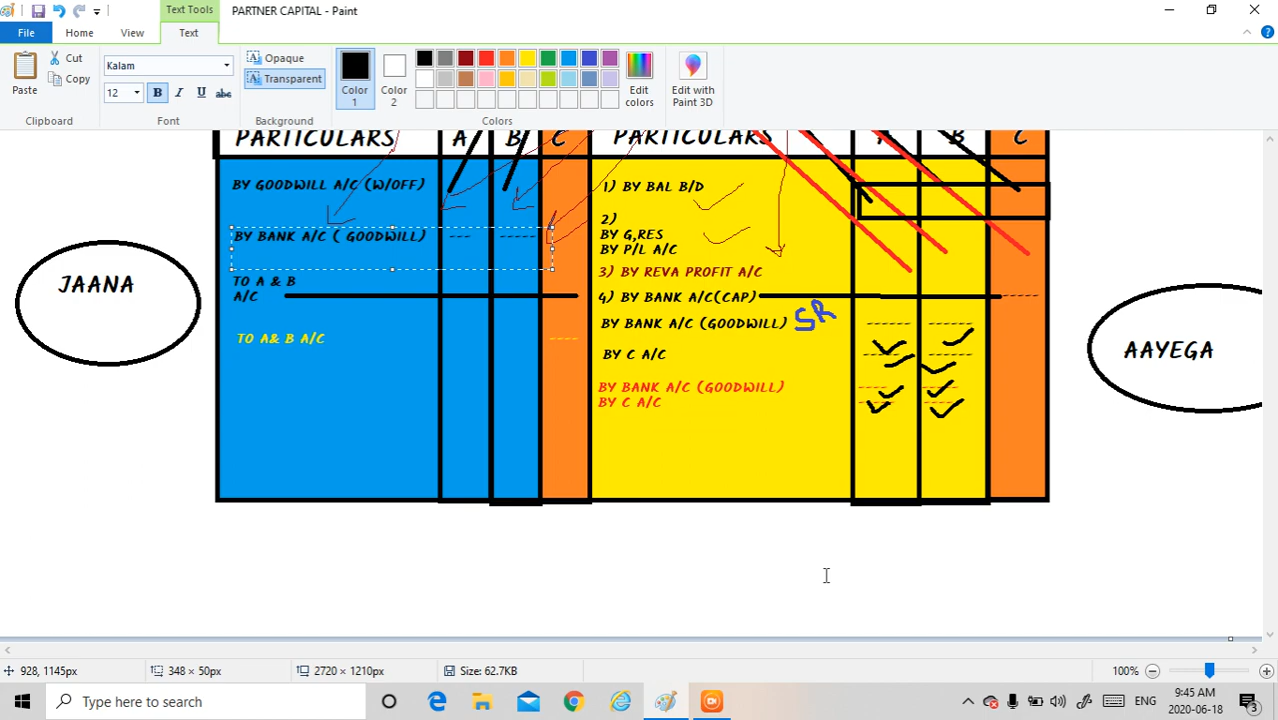 PARTNER CAPITAL - Paint
Text Tools
File
Home
View
Text
Paste
Cut
Copy
Clipboard
Kalam
12
B
I
U
abc
Font
Opaque
Transparent
Background
Color 1
Color 2
Edit colors
Edit with Paint 3D
Colors
PARTICULARS A B C PARTICULARS A B C
BY GOODWILL A/C (W/OFF)
BY BANK A/C ( GOODWILL)
TO A & B
A/C
TO A& B A/C
1) BY BAL B/D
2)
BY G,RES
BY P/L A/C
3) BY REVA PROFIT A/C
4) BY BANK A/C(CAP)
BY BANK A/C (GOODWILL) SR
BY C A/C
BY BANK A/C (GOODWILL)
BY C A/C
JAANA
AAYEGA
928, 1145px
348 × 50px
2720 × 1210px
Size: 62.7KB
100%
Type here to search
ENG
9:45 AM
2020-06-18
3